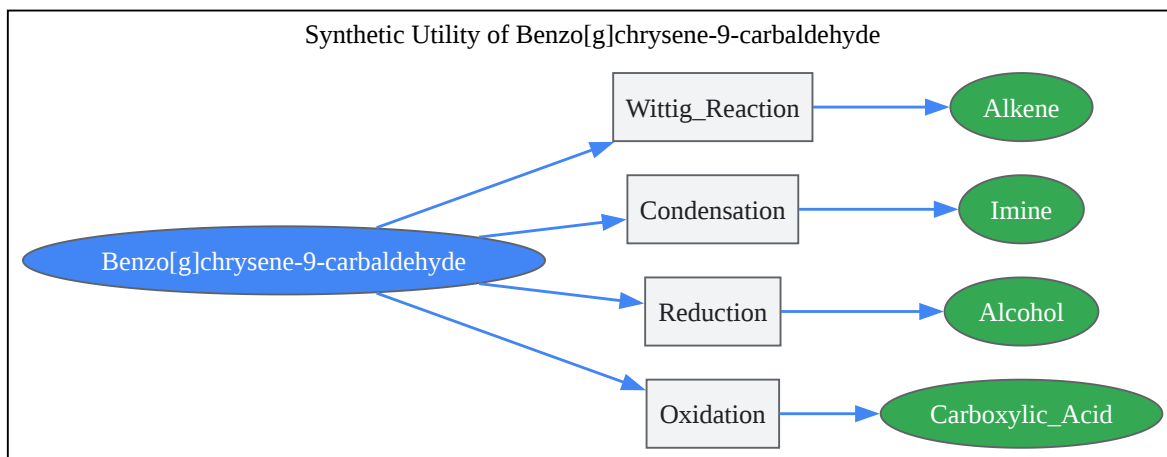 Synthetic Utility of Benzo[g]chrysene-9-carbaldehyde
Wittig_Reaction
Alkene
Condensation
Imine
Benzo[g]chrysene-9-carbaldehyde
Reduction
Alcohol
Oxidation
Carboxylic_Acid